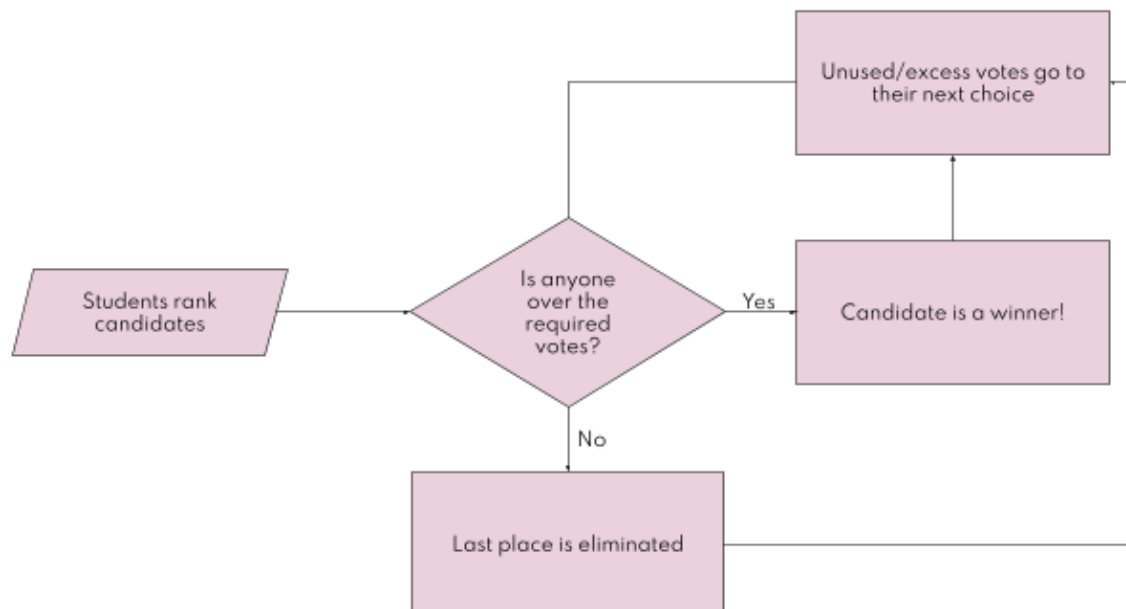 Unused/excess votes go to
their next choice
Students rank
candidates
Is anyone
over the
required
votes?
Yes
Candidate is a winner!
No
Last place is eliminated